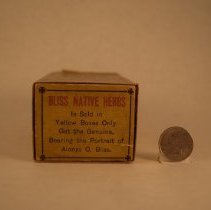 BLISS NATIVE HERBS
Is Sold in
Yellow Boxes Only
Get the Genuine,
Bearing the Portrait of
Alonzo O. Bliss.